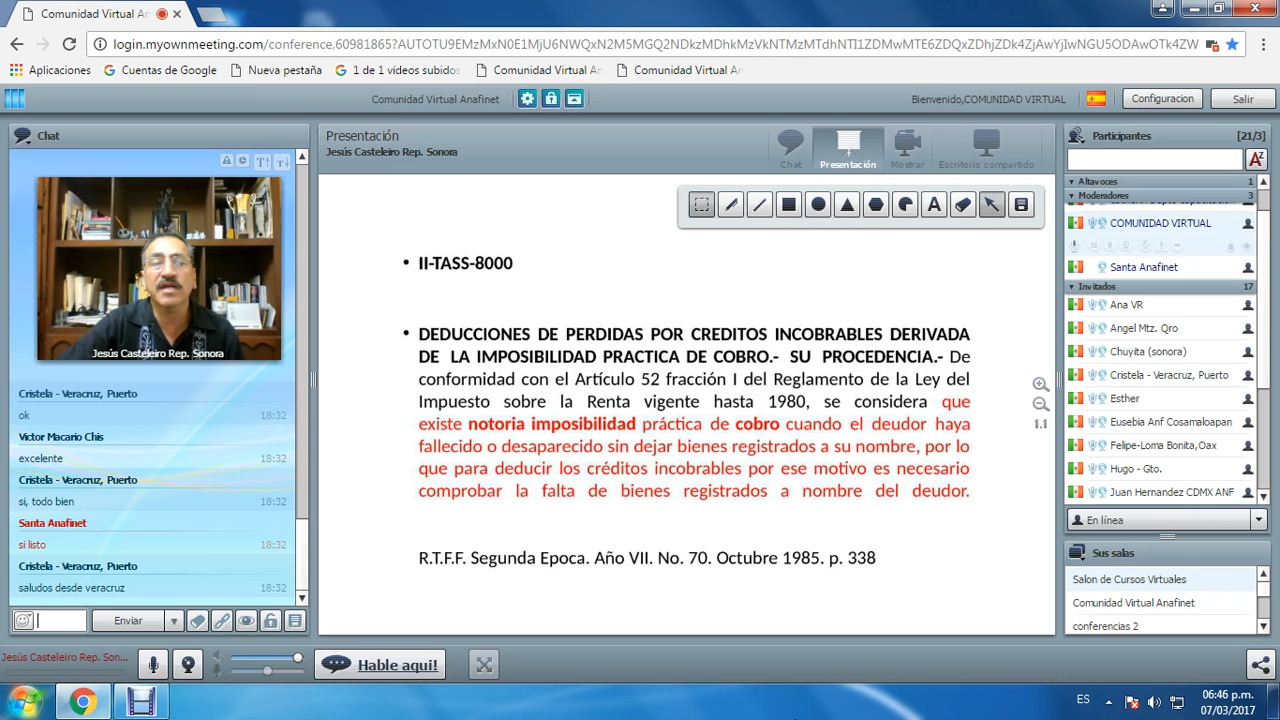 Comunidad Virtual An
login.myownmeeting.com/conference,60981865?AUTOTU9EMzMxN0E1MjU6NWQxN2M5MGQ2NDkzMDhkMzVkNTMzMTdhNTI1ZDMwMTE6ZDQxZDhjZDk4ZjAwYjIwNGU5ODAwOTk4ZW
Aplicaciones Cuentas de Google Nueva pestaña 1 de 1 vídeos subidos Comunidad Virtual An Comunidad Virtual An
Comunidad Virtual Anafinet
Bienvenido,COMUNIDAD VIRTUAL
Configuracion
Salir
Chat
Jesús Casteleiro Rep. Sonora
Cristela - Veracruz, Puerto
ok 18:32
Victor Macario Chis
excelente 18:32
Cristela - Veracruz, Puerto
si, todo bien 18:32
Santa Anafinet
si listo 18:32
Cristela - Veracruz, Puerto
saludos desde veracruz 18:32
Enviar
Presentación
Jesús Casteleiro Rep. Sonora
Chat Presentación Mostrar Escritorio compartido
• II-TASS-8000
• DEDUCCIONES DE PERDIDAS POR CREDITOS INCOBRABLES DERIVADA
DE LA IMPOSIBILIDAD PRACTICA DE COBRO.- SU PROCEDENCIA.- De
conformidad con el Artículo 52 fracción I del Reglamento de la Ley del
Impuesto sobre la Renta vigente hasta 1980, se considera que
existe notoria imposibilidad práctica de cobro cuando el deudor haya
fallecido o desaparecido sin dejar bienes registrados a su nombre, por lo
que para deducir los créditos incobrables por ese motivo es necesario
comprobar la falta de bienes registrados a nombre del deudor.
R.T.F.F. Segunda Epoca. Año VII. No. 70. Octubre 1985. p. 338
1.1
Participantes [21/3]
Altavoces 1
Moderadores 3
COMUNIDAD VIRTUAL
Santa Anafinet
Invitados 17
Ana VR
Angel Mtz. Qro
Chuyita (sonora)
Cristela - Veracruz, Puerto
Esther
Eusebia Anf Cosamaloapan
Felipe-Loma Bonita,Oax
Hugo - Gto.
Juan Hernandez CDMX ANF
En línea
Sus salas
Salon de Cursos Virtuales
Comunidad Virtual Anafinet
conferencias 2
Jesús Casteleiro Rep. Son...
Hable aqui!
ES
06:46 p.m.
07/03/2017